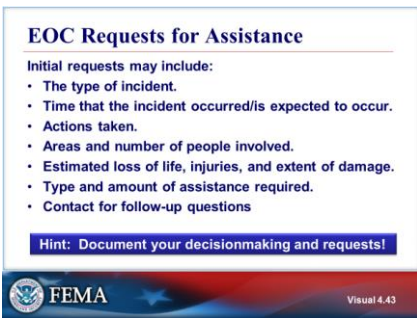 EOC Requests for Assistance
Initial requests may include:
• The type of incident.
• Time that the incident occurred/is expected to occur.
• Actions taken.
• Areas and number of people involved.
• Estimated loss of life, injuries, and extent of damage.
• Type and amount of assistance required.
• Contact for follow-up questions
Hint: Document your decisionmaking and requests!
FEMA
Visual 4.43